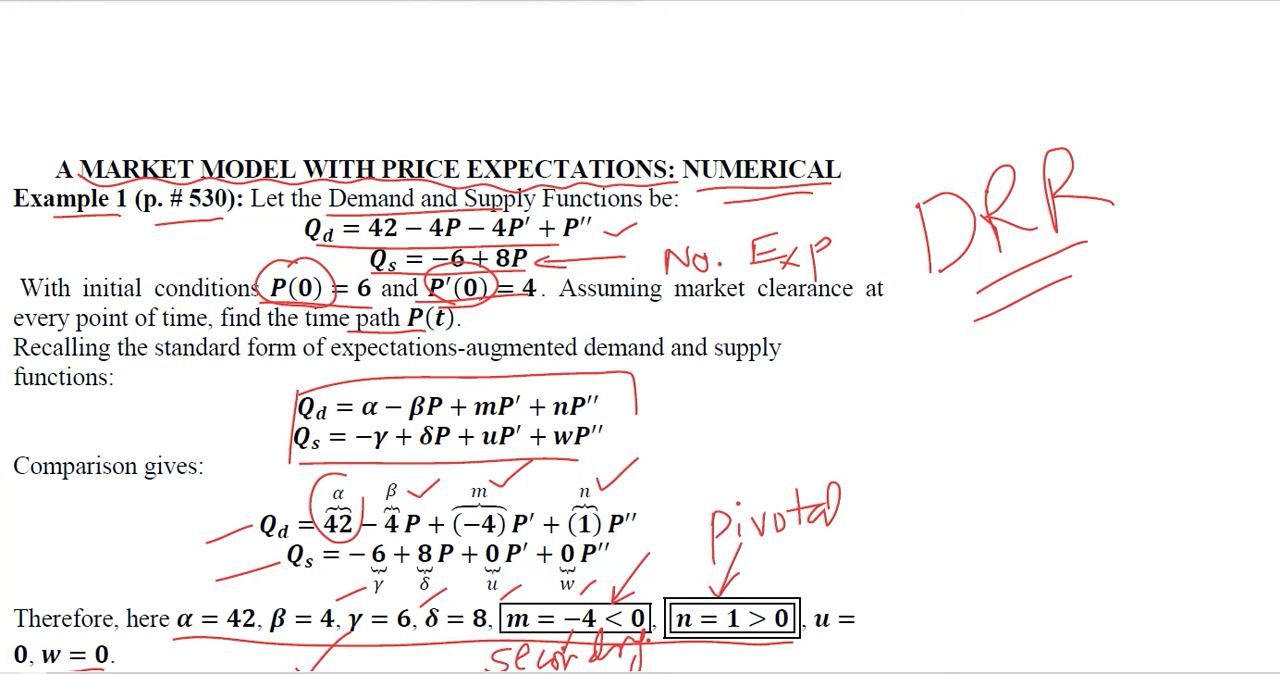 A MARKET MODEL WITH PRICE EXPECTATIONS: NUMERICAL
Example 1 (p. # 530): Let the Demand and Supply Functions be:
Q_d = 42 − 4P − 4P′ + P″
Q_s = −6 + 8P
No. Exp
DRR
With initial conditions P(0) = 6 and P′(0) = 4. Assuming market clearance at
every point of time, find the time path P(t).
Recalling the standard form of expectations-augmented demand and supply
functions:
Q_d = α − βP + mP′ + nP″
Q_s = −γ + δP + uP′ + wP″
Comparison gives:
α β m n
Q_d = 42 − 4 P + (−4) P′ + (1) P″
pivotal
Q_s = − 6 + 8 P + 0 P′ + 0 P″
γ δ u w
Therefore, here α = 42, β = 4, γ = 6, δ = 8, m = −4 < 0, n = 1 > 0, u =
0, w = 0.